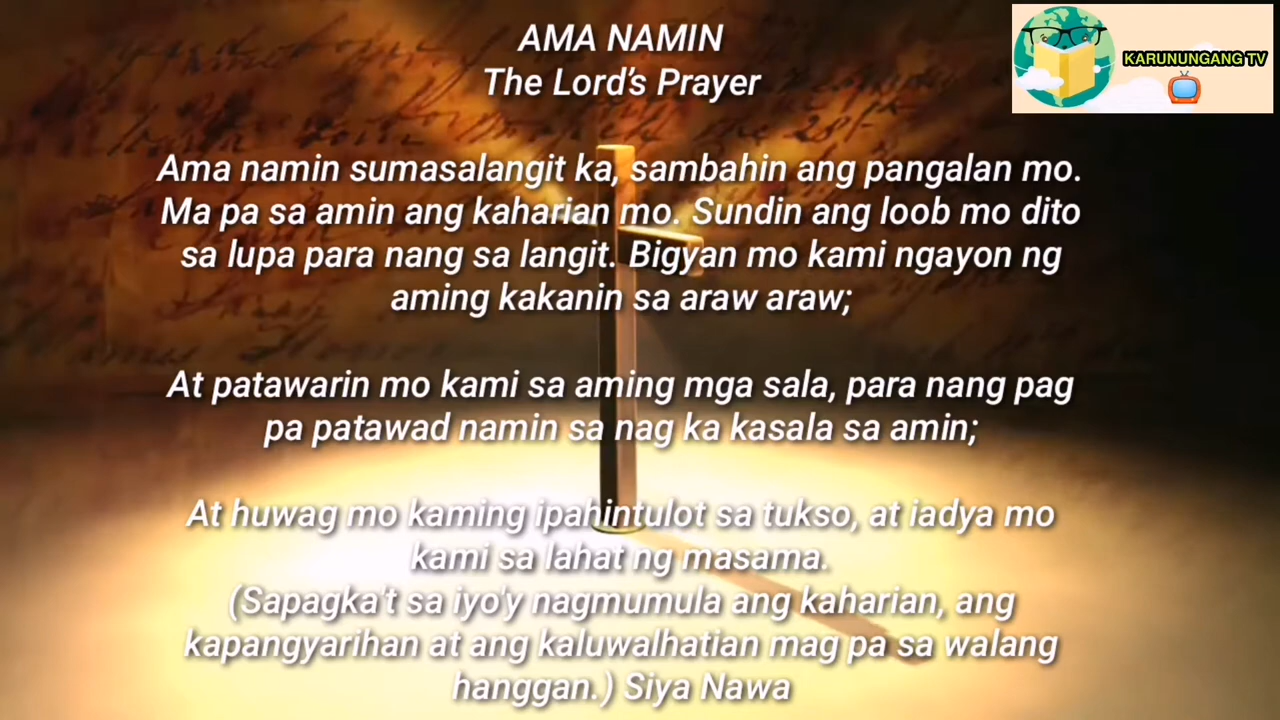 AMA NAMIN
The Lord's Prayer
KARUNUNGANG TV
Ama namin sumasalangit ka, sambahin ang pangalan mo.
Ma pa sa amin ang kaharian mo. Sundin ang loob mo dito
sa lupa para nang sa langit. Bigyan mo kami ngayon ng
aming kakanin sa araw araw;
At patawarin mo kami sa aming mga sala, para nang pag
pa patawad namin sa nag ka kasala sa amin;
At huwag mo kaming ipahintulot sa tukso, at iadya mo
kami sa lahat ng masama.
(Sapagka't sa iyo'y nagmumula ang kaharian, ang
kapangyarihan at ang kaluwalhatian mag pa sa walang
hanggan.) Siya Nawa